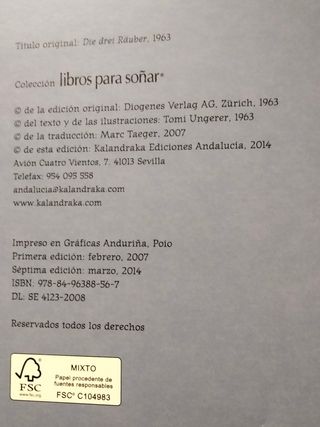 Título original: Die drei Räuber, 1963
Colección libros para soñar®
© de la edición original: Diogenes Verlag AG, Zürich, 1963
© del texto y de las ilustraciones: Tomi Ungerer, 1963
© de la traducción: Marc Taeger, 2007
© de esta edición: Kalandraka Ediciones Andalucía, 2014
Avión Cuatro Vientos, 7. 41013 Sevilla
Telefax: 954 095 558
andalucia@kalandraka.com
www.kalandraka.com
Impreso en Gráficas Anduriña, Poio
Primera edición: febrero, 2007
Séptima edición: marzo, 2014
ISBN: 978-84-96388-56-7
DL: SE 4123-2008
Reservados todos los derechos
FSC
www.fsc.org
MIXTO
Papel procedente de
fuentes responsables
FSC® C104983